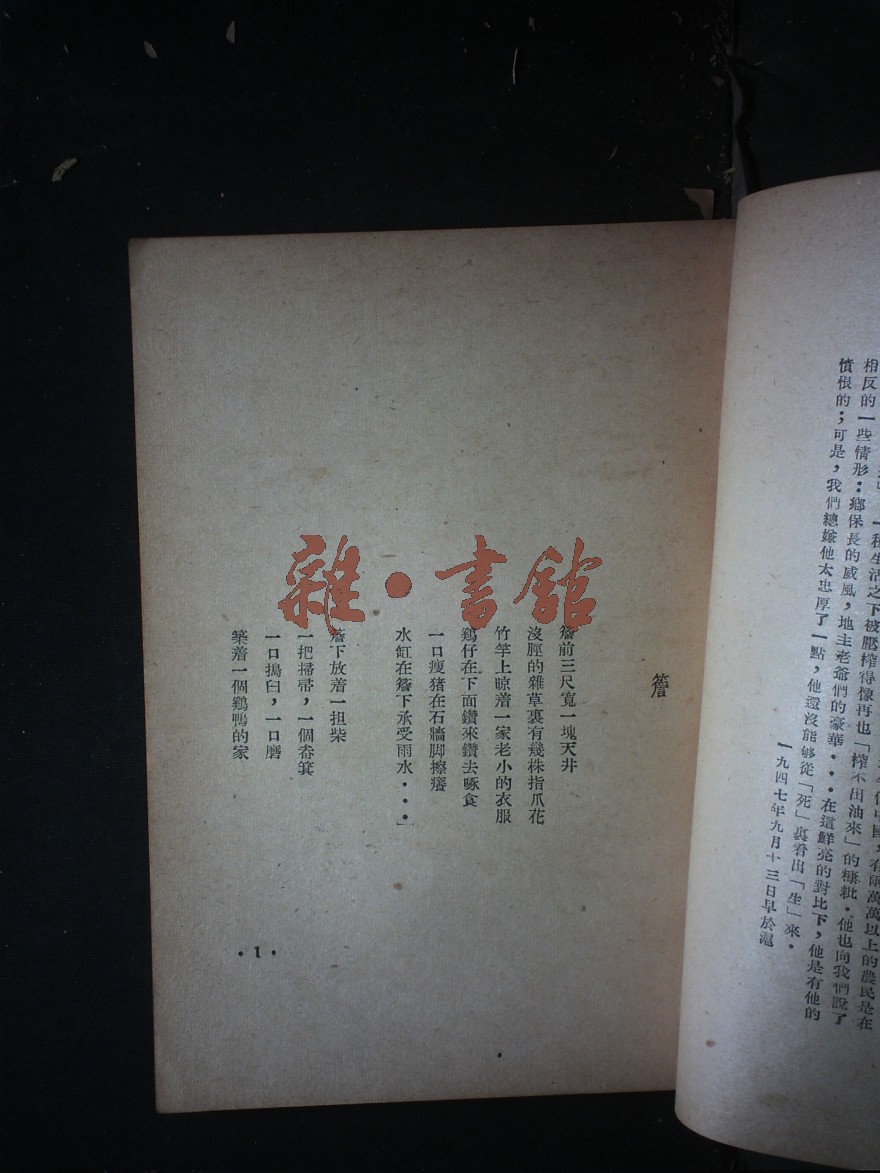 相反的一些情形：鄉保長的威風，地主老爺們的豪華・・・在這鮮亮的對比下，他是有他的
憤恨的；可是，我們總嫌他太忠厚了一點，他還沒能够從「死」裏看出「生」來。
一九四七年九月十三日早於滬
簷
簷前三尺寬一塊天井
沒脛的雜草裏有幾株指爪花
竹竿上晾着一家老小的衣服
鷄仔在下面鑽來鑽去啄食
一口瘦猪在石牆脚擦癢
水缸在簷下承受雨水・・・」
簷下放着一担柴
一把掃帚，一個畚箕
一口搗臼，一口磨
築着一個鷄鴨的家
・1・
雜・書舘